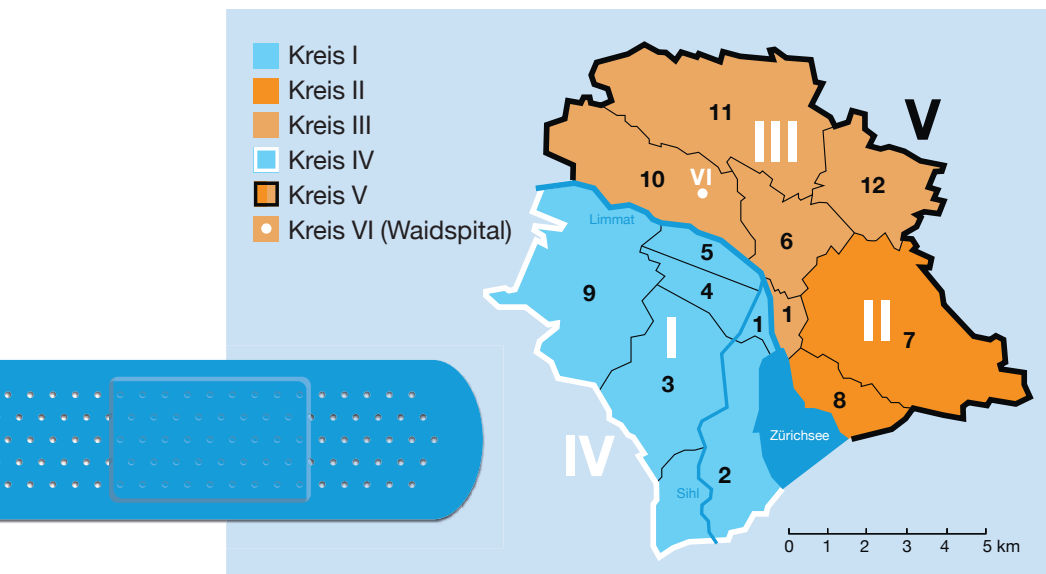 Kreis I
Kreis II
Kreis III
Kreis IV
Kreis V
Kreis VI (Waidspital)
V
11
III
10
VI
12
Limmat
6
5
9
4
1
1
II
7
I
3
8
Zürichsee
IV
2
Sihl
0 1 2 3 4 5 km